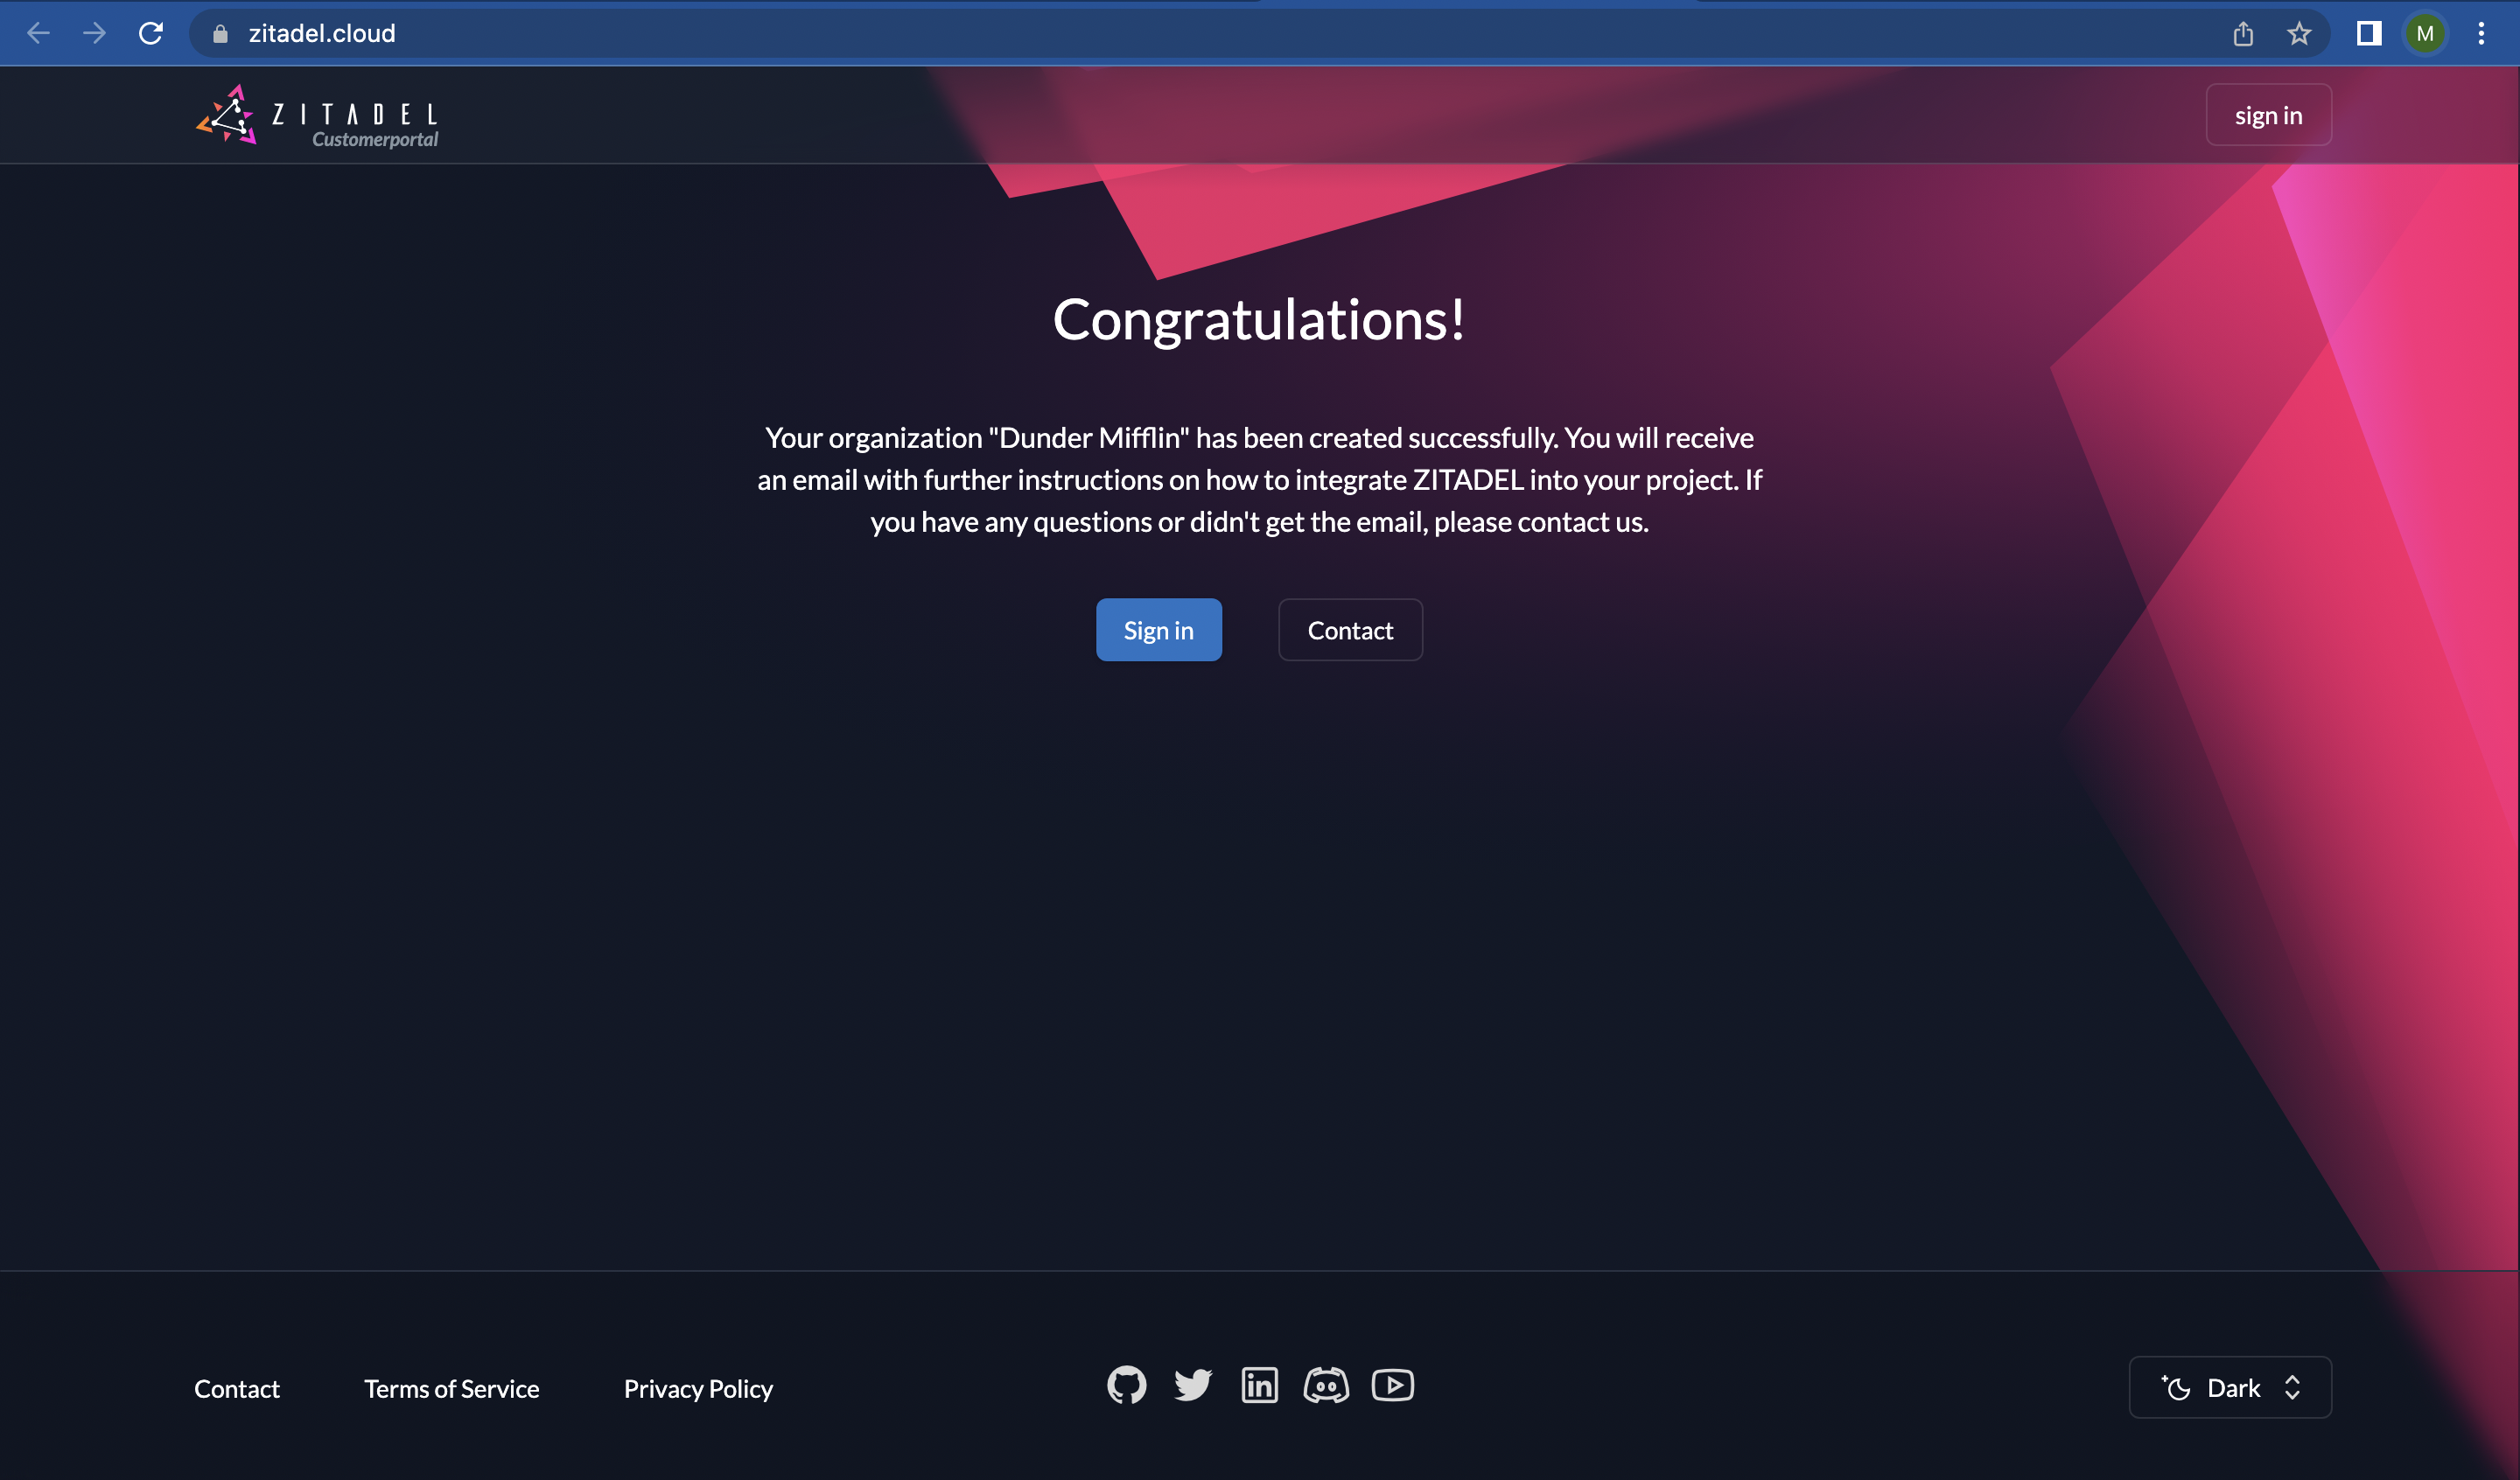 zitadel.cloud
M
ZITADEL
Customerportal
sign in
Congratulations!
Your organization "Dunder Mifflin" has been created successfully. You will receive
an email with further instructions on how to integrate ZITADEL into your project. If
you have any questions or didn't get the email, please contact us.
Sign in
Contact
Contact
Terms of Service
Privacy Policy
in
Dark